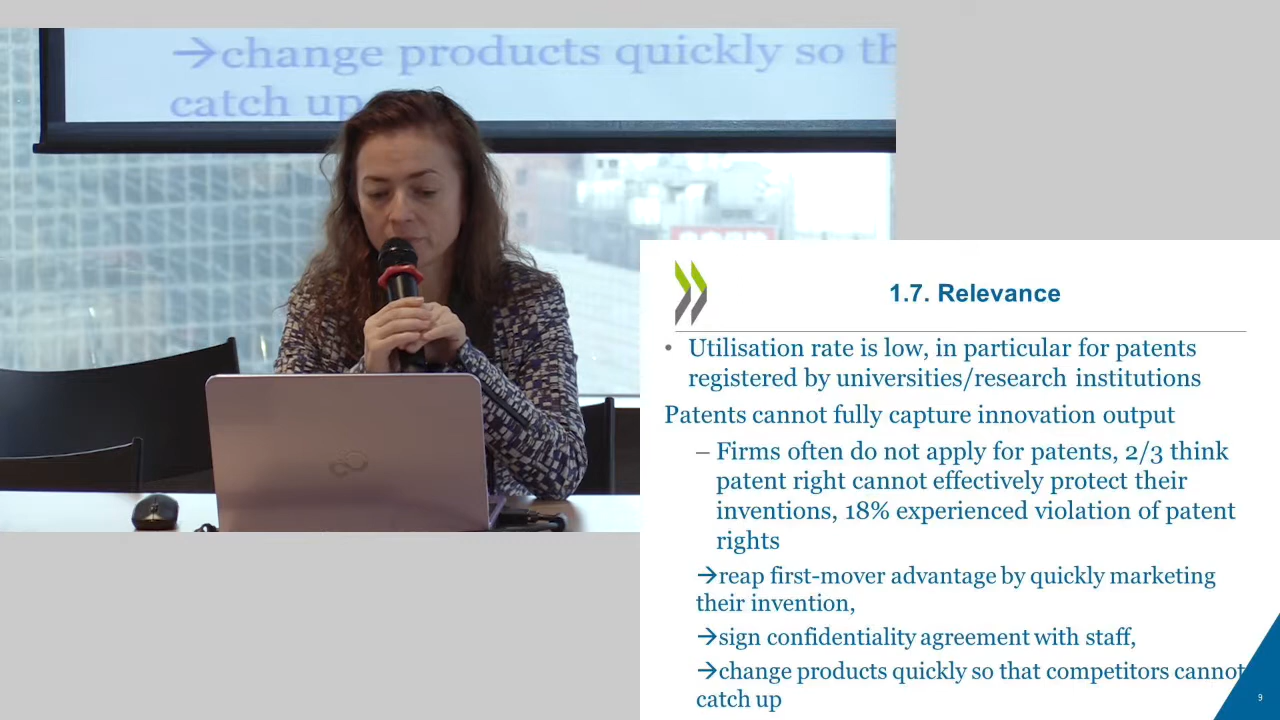 →change products quickly so th
catch up
1.7. Relevance
• Utilisation rate is low, in particular for patents
registered by universities/research institutions
Patents cannot fully capture innovation output
– Firms often do not apply for patents, 2/3 think
patent right cannot effectively protect their
inventions, 18% experienced violation of patent
rights
→reap first-mover advantage by quickly marketing
their invention,
→sign confidentiality agreement with staff,
→change products quickly so that competitors cannot
catch up
9